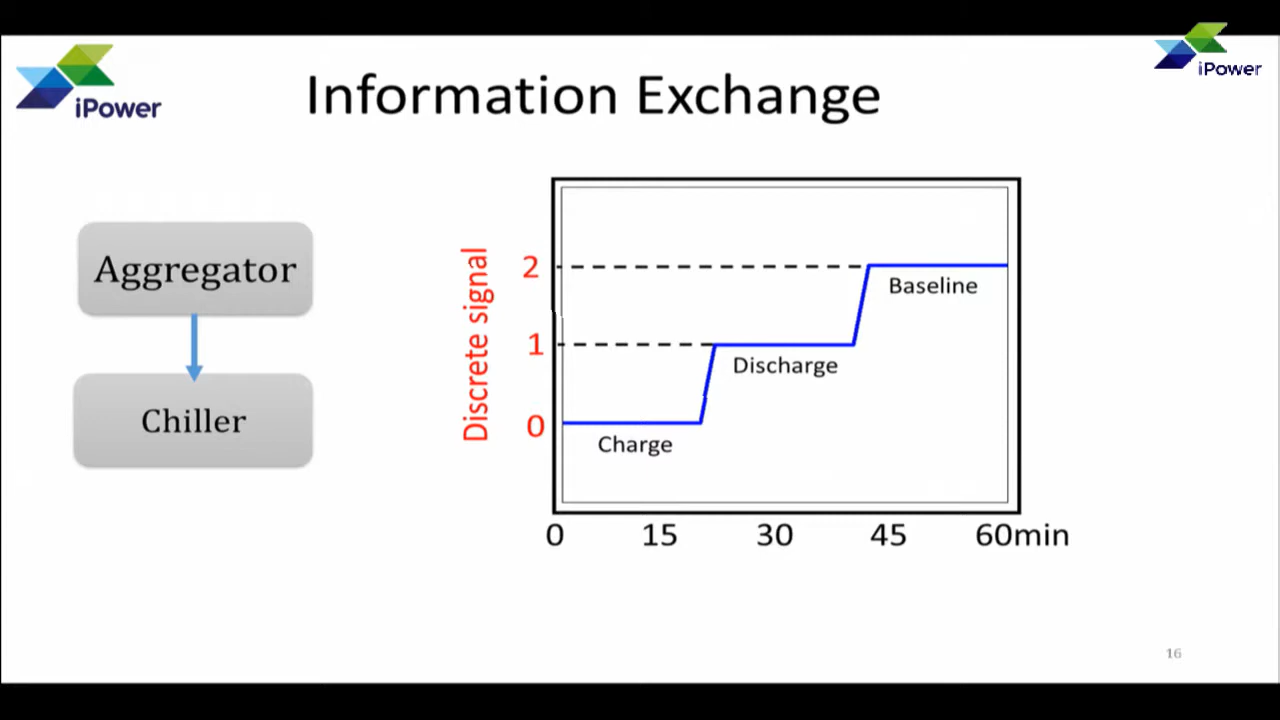 iPower
Information Exchange
iPower
Aggregator
Chiller
Discrete signal
2
1
0
Baseline
Discharge
Charge
0 15 30 45 60min
16